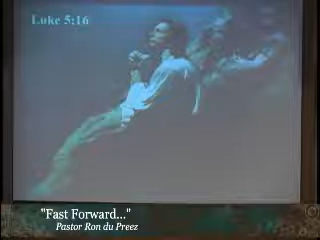 Luke 5:16
"Fast Forward..."
Pastor Ron du Preez